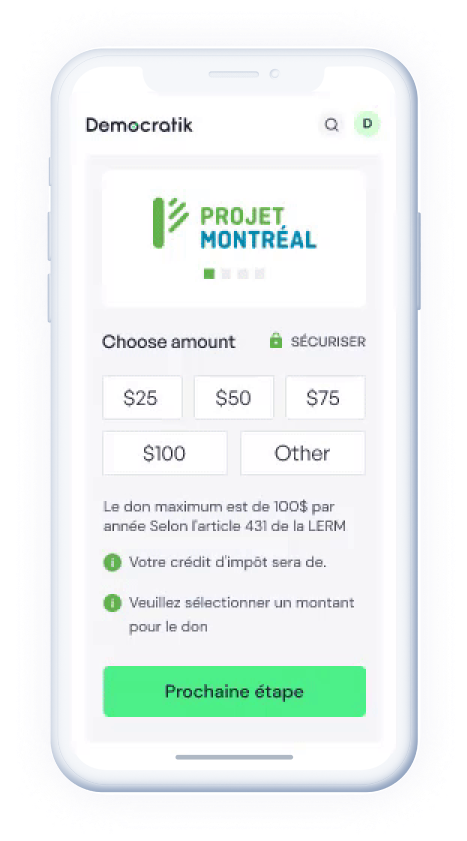 Democratik
D
PROJET
MONTRÉAL
Choose amount
SÉCURISER
$25
$50
$75
$100
Other
Le don maximum est de 100$ par
année Selon l'article 431 de la LERM
Votre crédit d'impôt sera de.
Veuillez sélectionner un montant
pour le don
Prochaine étape